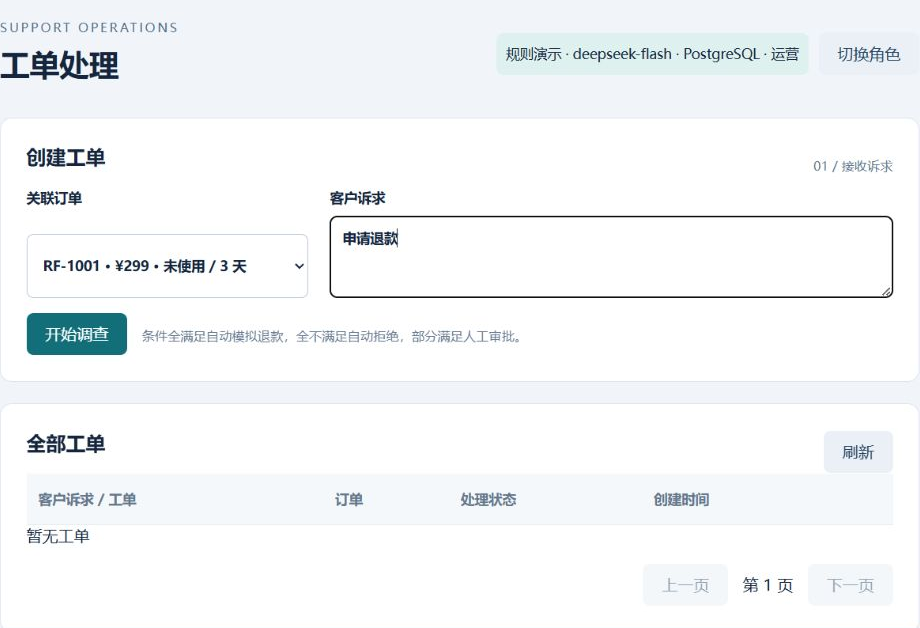 SUPPORT OPERATIONS
工单处理
规则演示 · deepseek-flash · PostgreSQL · 运营
切换角色
创建工单
01 / 接收诉求
关联订单
客户诉求
RF-1001 • ¥299 • 未使用 / 3 天
申请退款
开始调查
条件全满足自动模拟退款，全不满足自动拒绝，部分满足人工审批。
全部工单
刷新
客户诉求 / 工单 订单 处理状态 创建时间
暂无工单
上一页 第 1 页 下一页